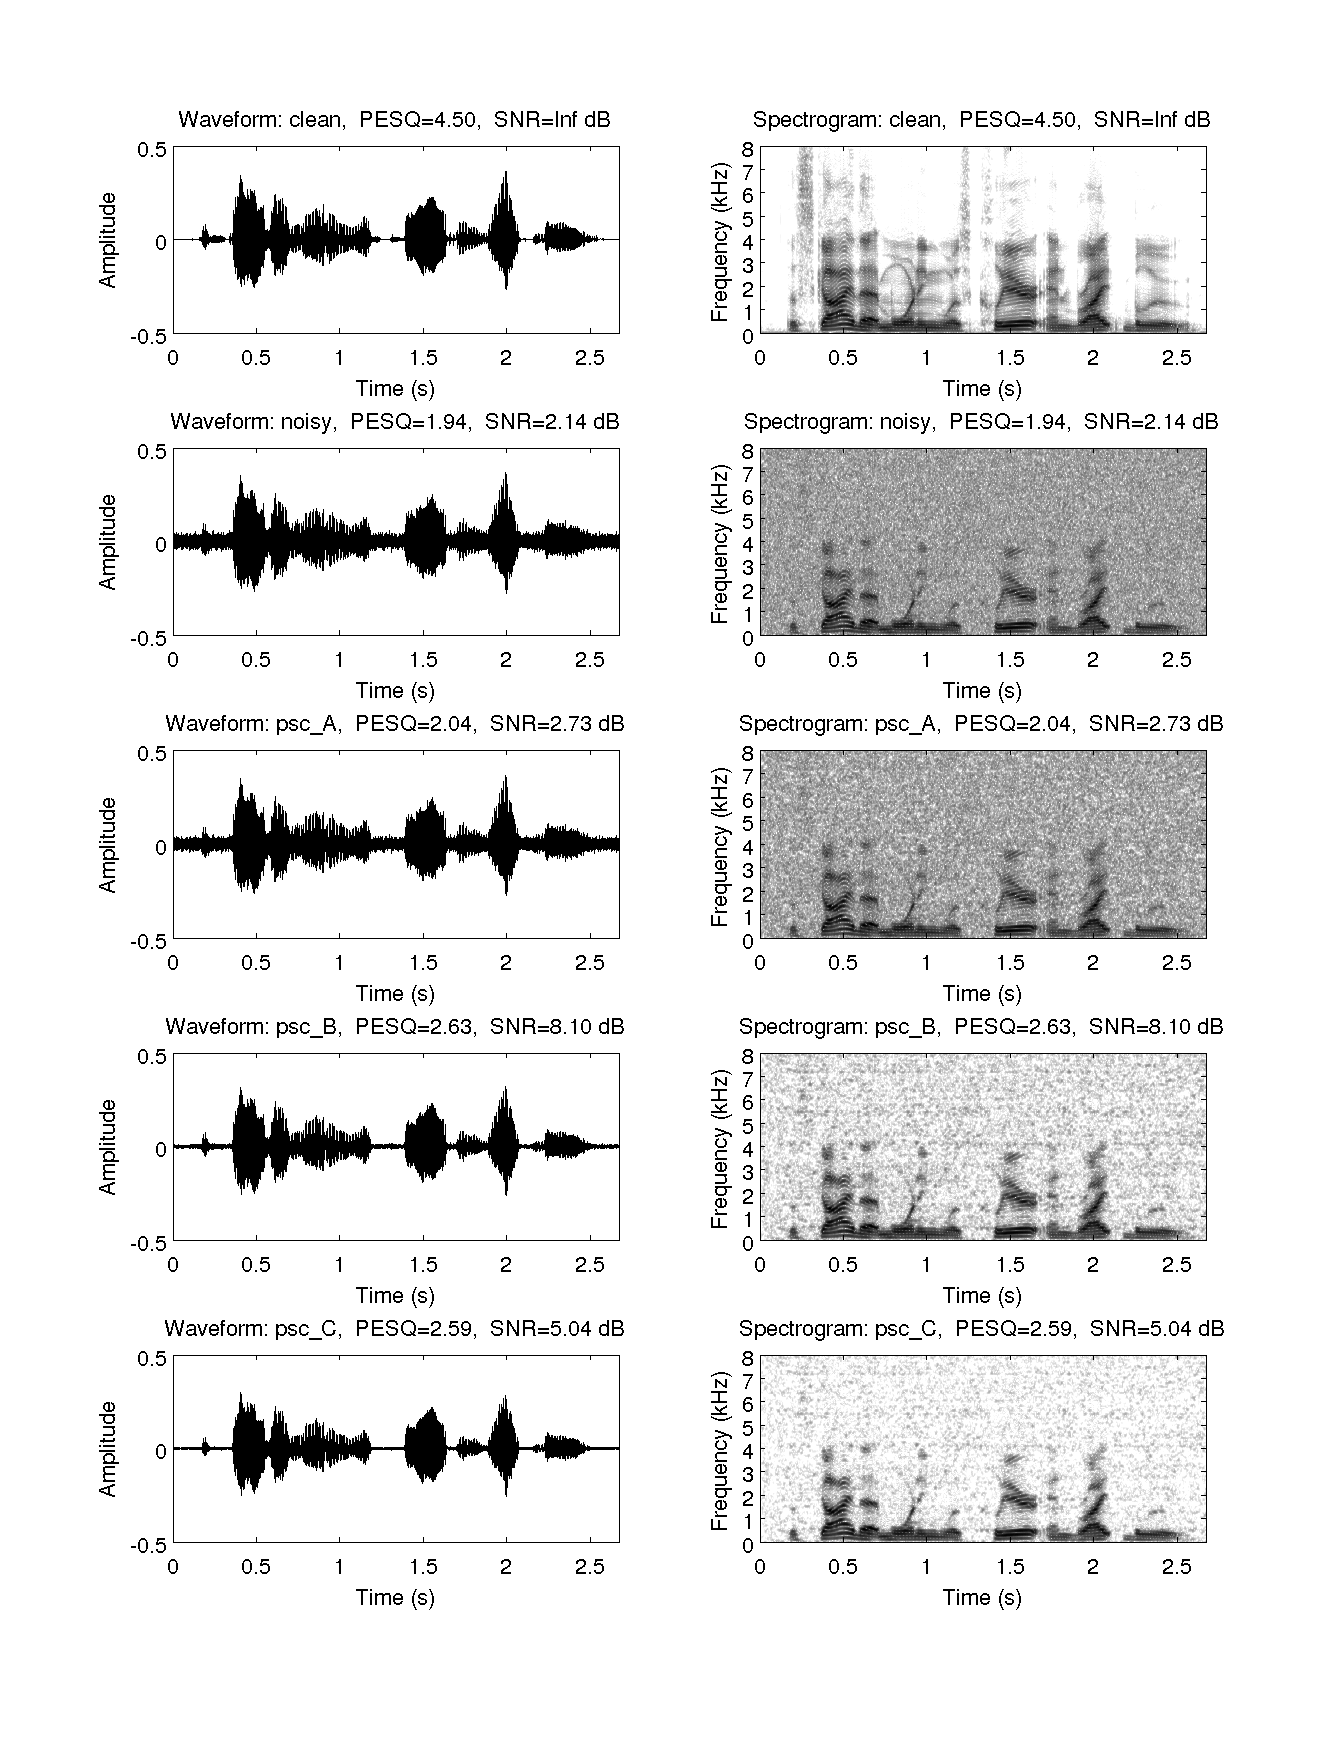 Waveform: clean,  PESQ=4.50,  SNR=Inf dB
0.5
0
-0.5
Amplitude
0 0.5 1 1.5 2 2.5
Time (s)
Spectrogram: clean,  PESQ=4.50,  SNR=Inf dB
8
7
6
5
4
3
2
1
0
Frequency (kHz)
0 0.5 1 1.5 2 2.5
Time (s)
Waveform: noisy,  PESQ=1.94,  SNR=2.14 dB
0.5
0
-0.5
Amplitude
0 0.5 1 1.5 2 2.5
Time (s)
Spectrogram: noisy,  PESQ=1.94,  SNR=2.14 dB
8
7
6
5
4
3
2
1
0
Frequency (kHz)
0 0.5 1 1.5 2 2.5
Time (s)
Waveform: psc_A,  PESQ=2.04,  SNR=2.73 dB
0.5
0
-0.5
Amplitude
0 0.5 1 1.5 2 2.5
Time (s)
Spectrogram: psc_A,  PESQ=2.04,  SNR=2.73 dB
8
7
6
5
4
3
2
1
0
Frequency (kHz)
0 0.5 1 1.5 2 2.5
Time (s)
Waveform: psc_B,  PESQ=2.63,  SNR=8.10 dB
0.5
0
-0.5
Amplitude
0 0.5 1 1.5 2 2.5
Time (s)
Spectrogram: psc_B,  PESQ=2.63,  SNR=8.10 dB
8
7
6
5
4
3
2
1
0
Frequency (kHz)
0 0.5 1 1.5 2 2.5
Time (s)
Waveform: psc_C,  PESQ=2.59,  SNR=5.04 dB
0.5
0
-0.5
Amplitude
0 0.5 1 1.5 2 2.5
Time (s)
Spectrogram: psc_C,  PESQ=2.59,  SNR=5.04 dB
8
7
6
5
4
3
2
1
0
Frequency (kHz)
0 0.5 1 1.5 2 2.5
Time (s)